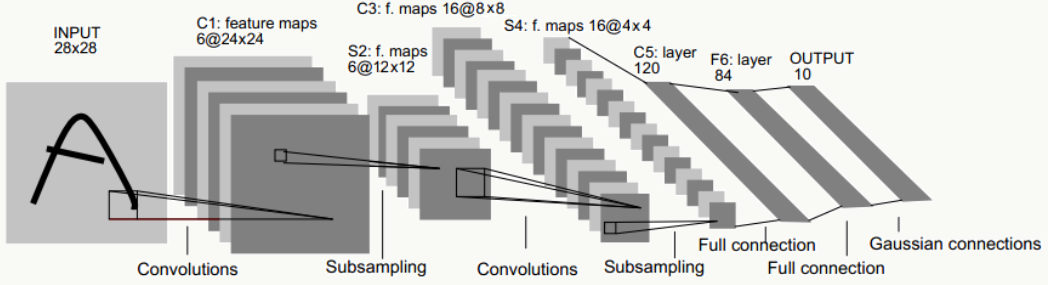 INPUT
28x28
C1: feature maps
6@24x24
S2: f. maps
6@12x12
C3: f. maps 16@8x8
S4: f. maps 16@4x4
C5: layer
120
F6: layer
84
OUTPUT
10
Convolutions
Subsampling
Convolutions
Subsampling
Full connection
Full connection
Gaussian connections